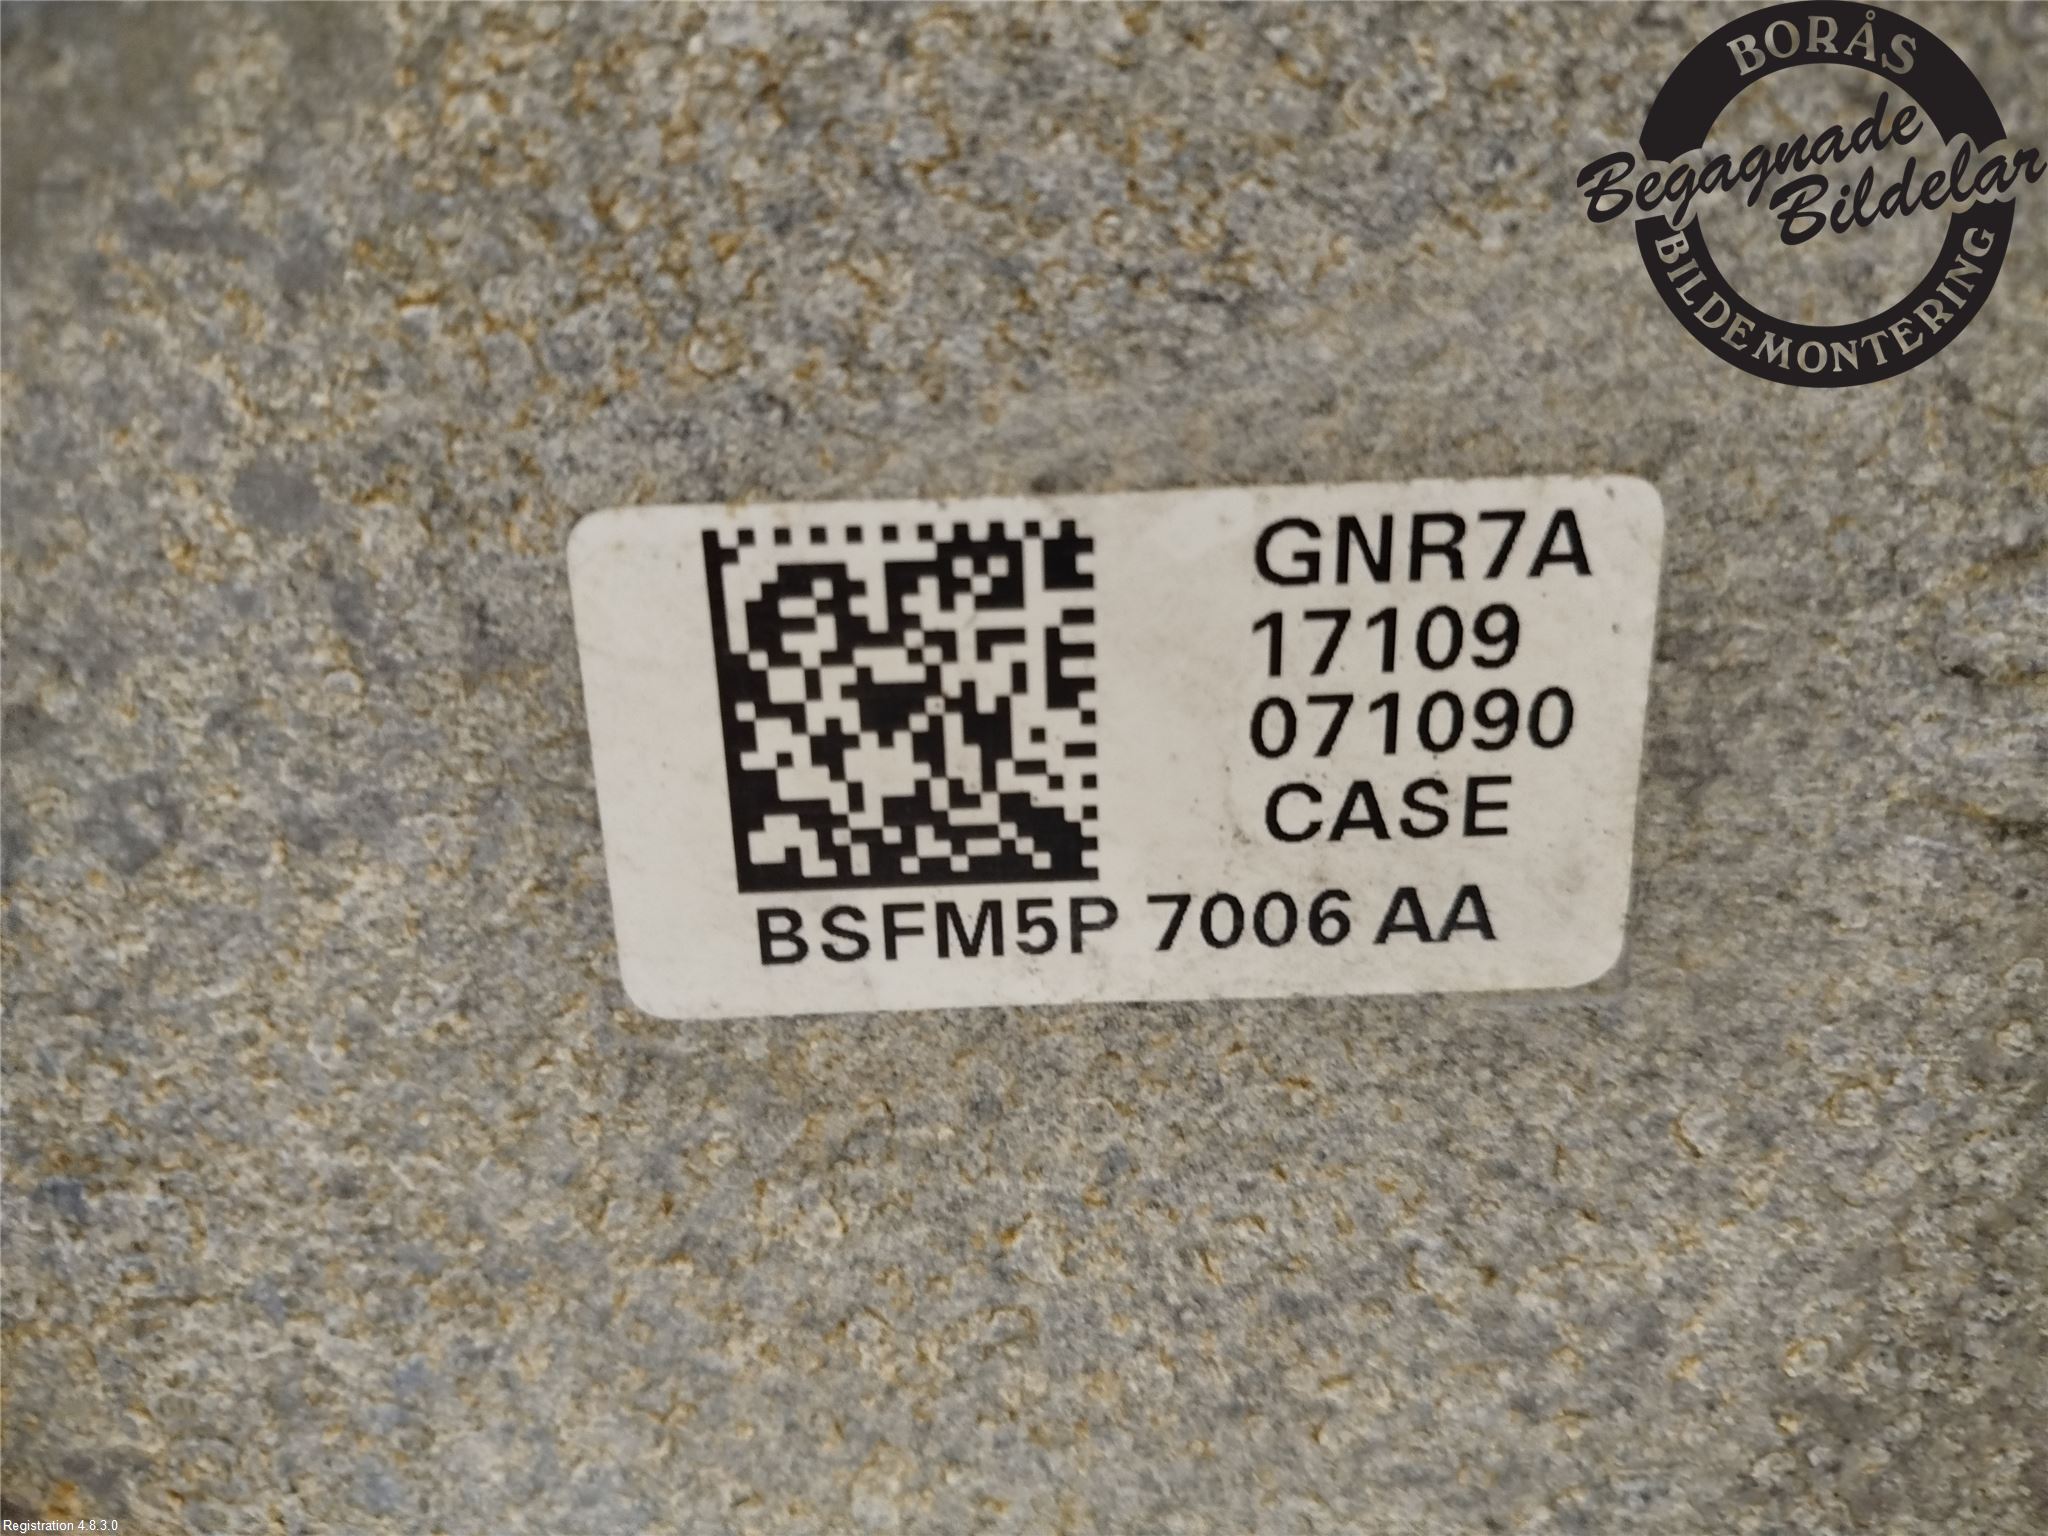 BORÅS
Begagnade
Bildelar
BILDEMONTERING
GNR7A
17109
071090
CASE
BSFM5P 7006 AA
Registration 4.8.3.0